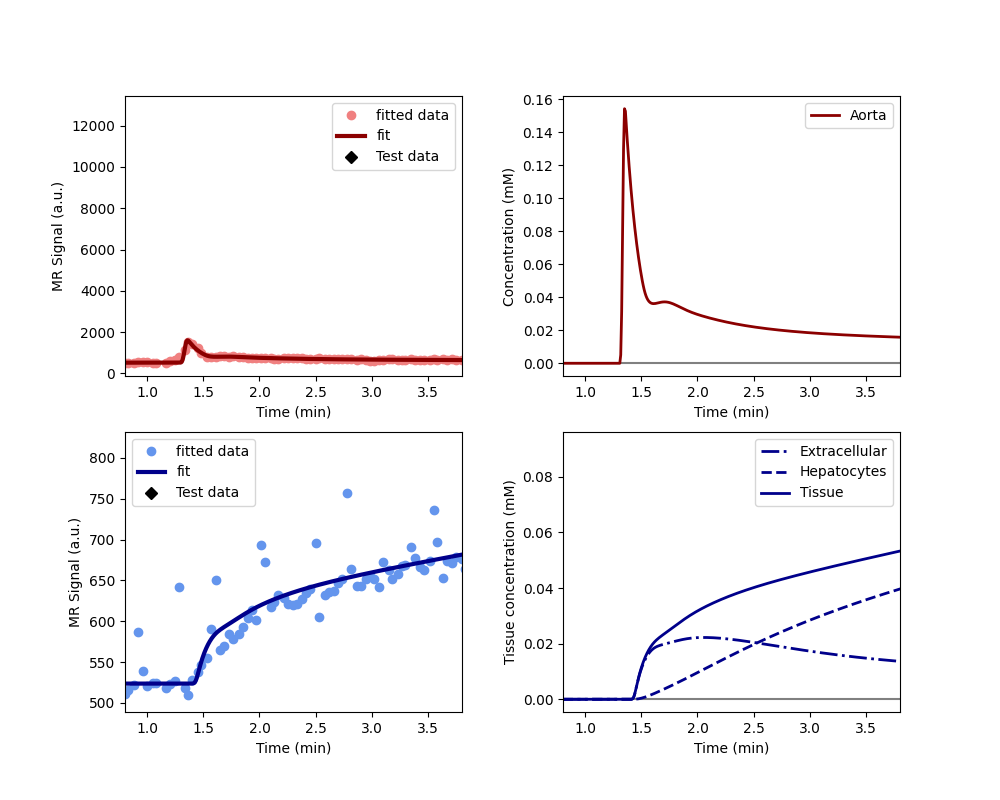 12000
10000
8000
6000
4000
2000
0
MR Signal (a.u.)
fitted data
fit
Test data
1.0 1.5 2.0 2.5 3.0 3.5
Time (min)
0.16
0.14
0.12
0.10
0.08
0.06
0.04
0.02
0.00
Concentration (mM)
Aorta
1.0 1.5 2.0 2.5 3.0 3.5
Time (min)
800
750
700
650
600
550
500
MR Signal (a.u.)
fitted data
fit
Test data
1.0 1.5 2.0 2.5 3.0 3.5
Time (min)
0.08
0.06
0.04
0.02
0.00
Tissue concentration (mM)
Extracellular
Hepatocytes
Tissue
1.0 1.5 2.0 2.5 3.0 3.5
Time (min)